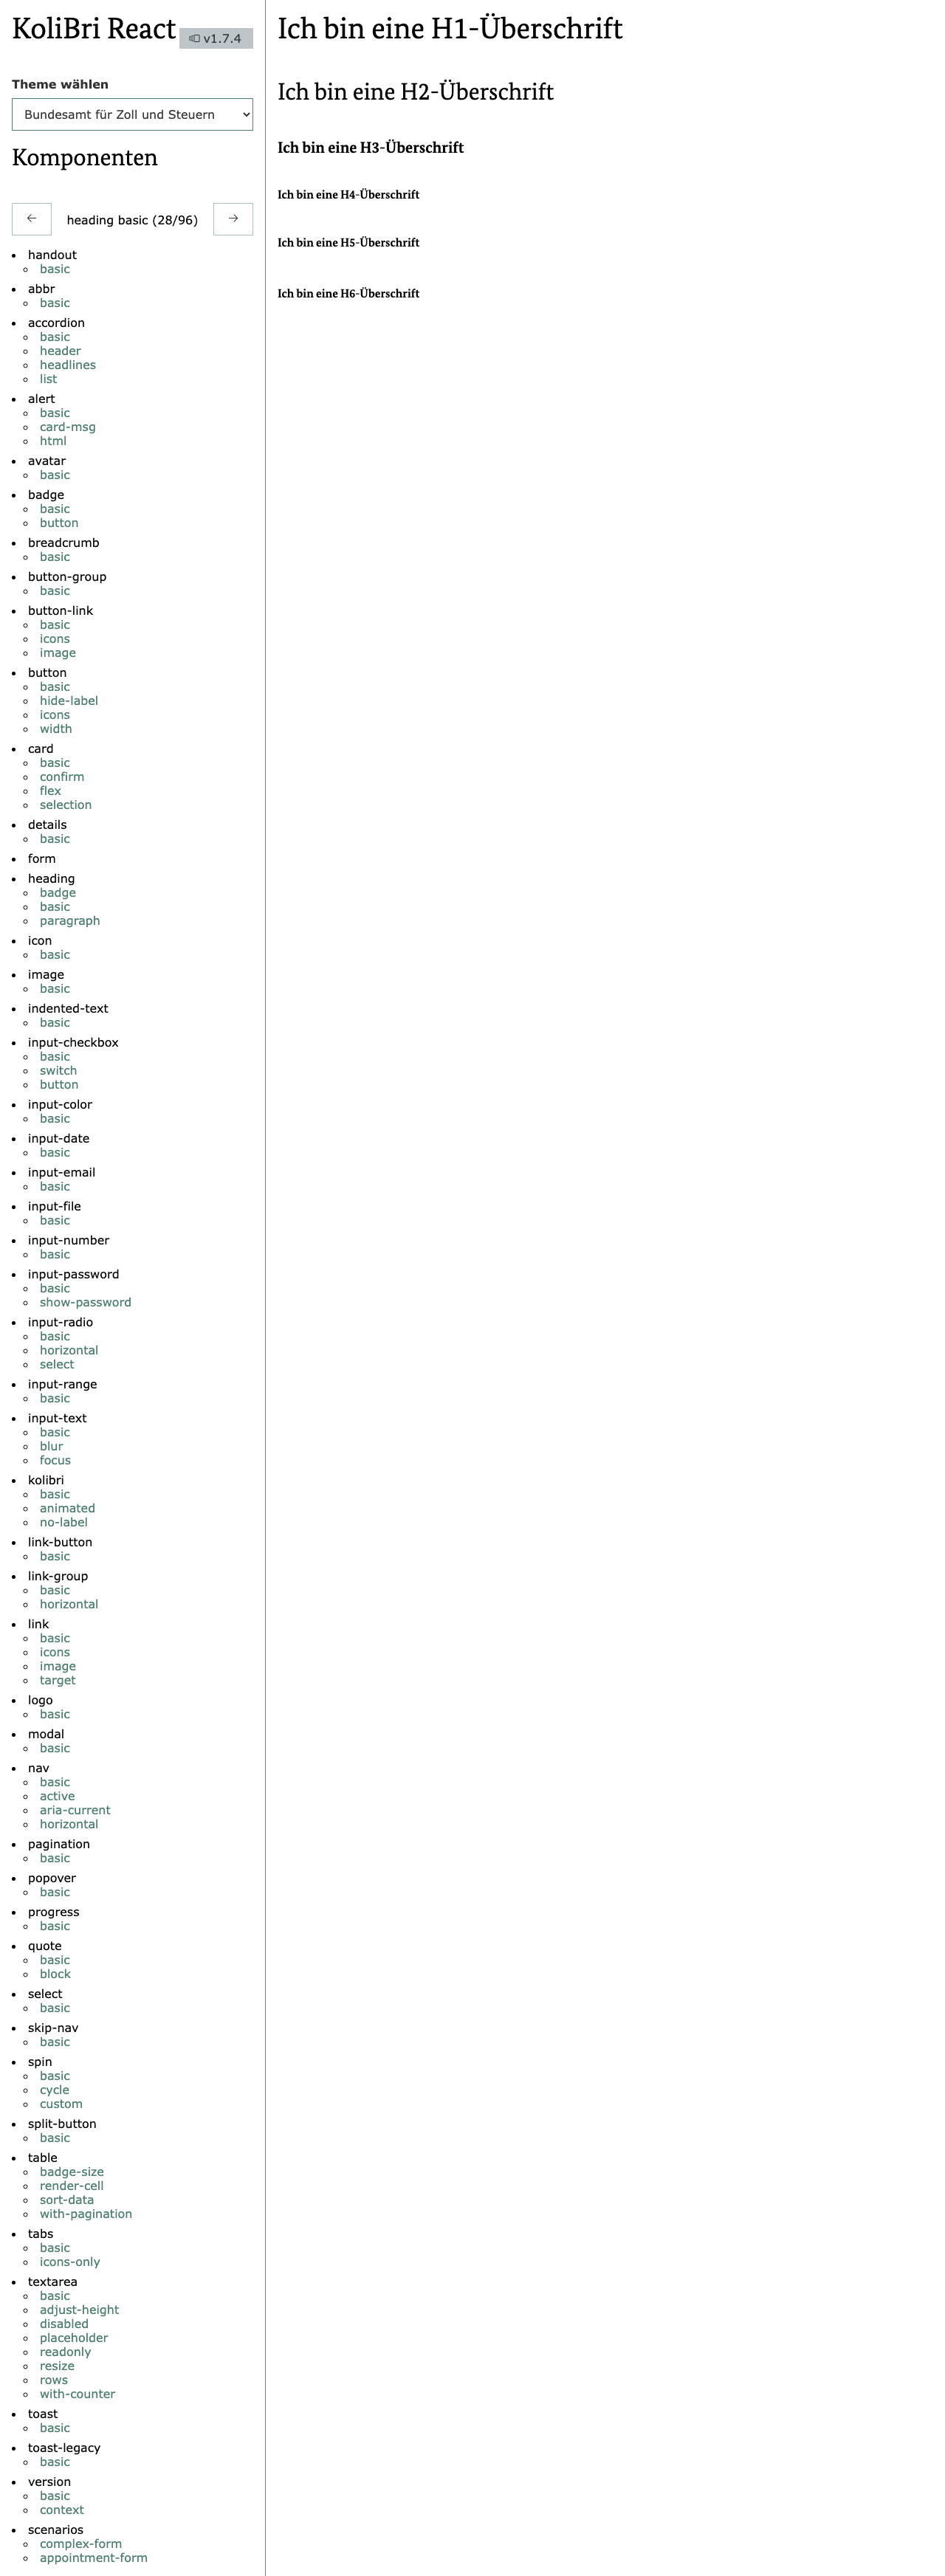 KoliBri React
v1.7.4
Theme wählen
Bundesamt für Zoll und Steuern
Komponenten
←
heading basic (28/96)
→
handout
basic
abbr
basic
accordion
basic
header
headlines
list
alert
basic
card-msg
html
avatar
basic
badge
basic
button
breadcrumb
basic
button-group
basic
button-link
basic
icons
image
button
basic
hide-label
icons
width
card
basic
confirm
flex
selection
details
basic
form
heading
badge
basic
paragraph
icon
basic
image
basic
indented-text
basic
input-checkbox
basic
switch
button
input-color
basic
input-date
basic
input-email
basic
input-file
basic
input-number
basic
input-password
basic
show-password
input-radio
basic
horizontal
select
input-range
basic
input-text
basic
blur
focus
kolibri
basic
animated
no-label
link-button
basic
link-group
basic
horizontal
link
basic
icons
image
target
logo
basic
modal
basic
nav
basic
active
aria-current
horizontal
pagination
basic
popover
basic
progress
basic
quote
basic
block
select
basic
skip-nav
basic
spin
basic
cycle
custom
split-button
basic
table
badge-size
render-cell
sort-data
with-pagination
tabs
basic
icons-only
textarea
basic
adjust-height
disabled
placeholder
readonly
resize
rows
with-counter
toast
basic
toast-legacy
basic
version
basic
context
scenarios
complex-form
appointment-form
Ich bin eine H1-Überschrift
Ich bin eine H2-Überschrift
Ich bin eine H3-Überschrift
Ich bin eine H4-Überschrift
Ich bin eine H5-Überschrift
Ich bin eine H6-Überschrift